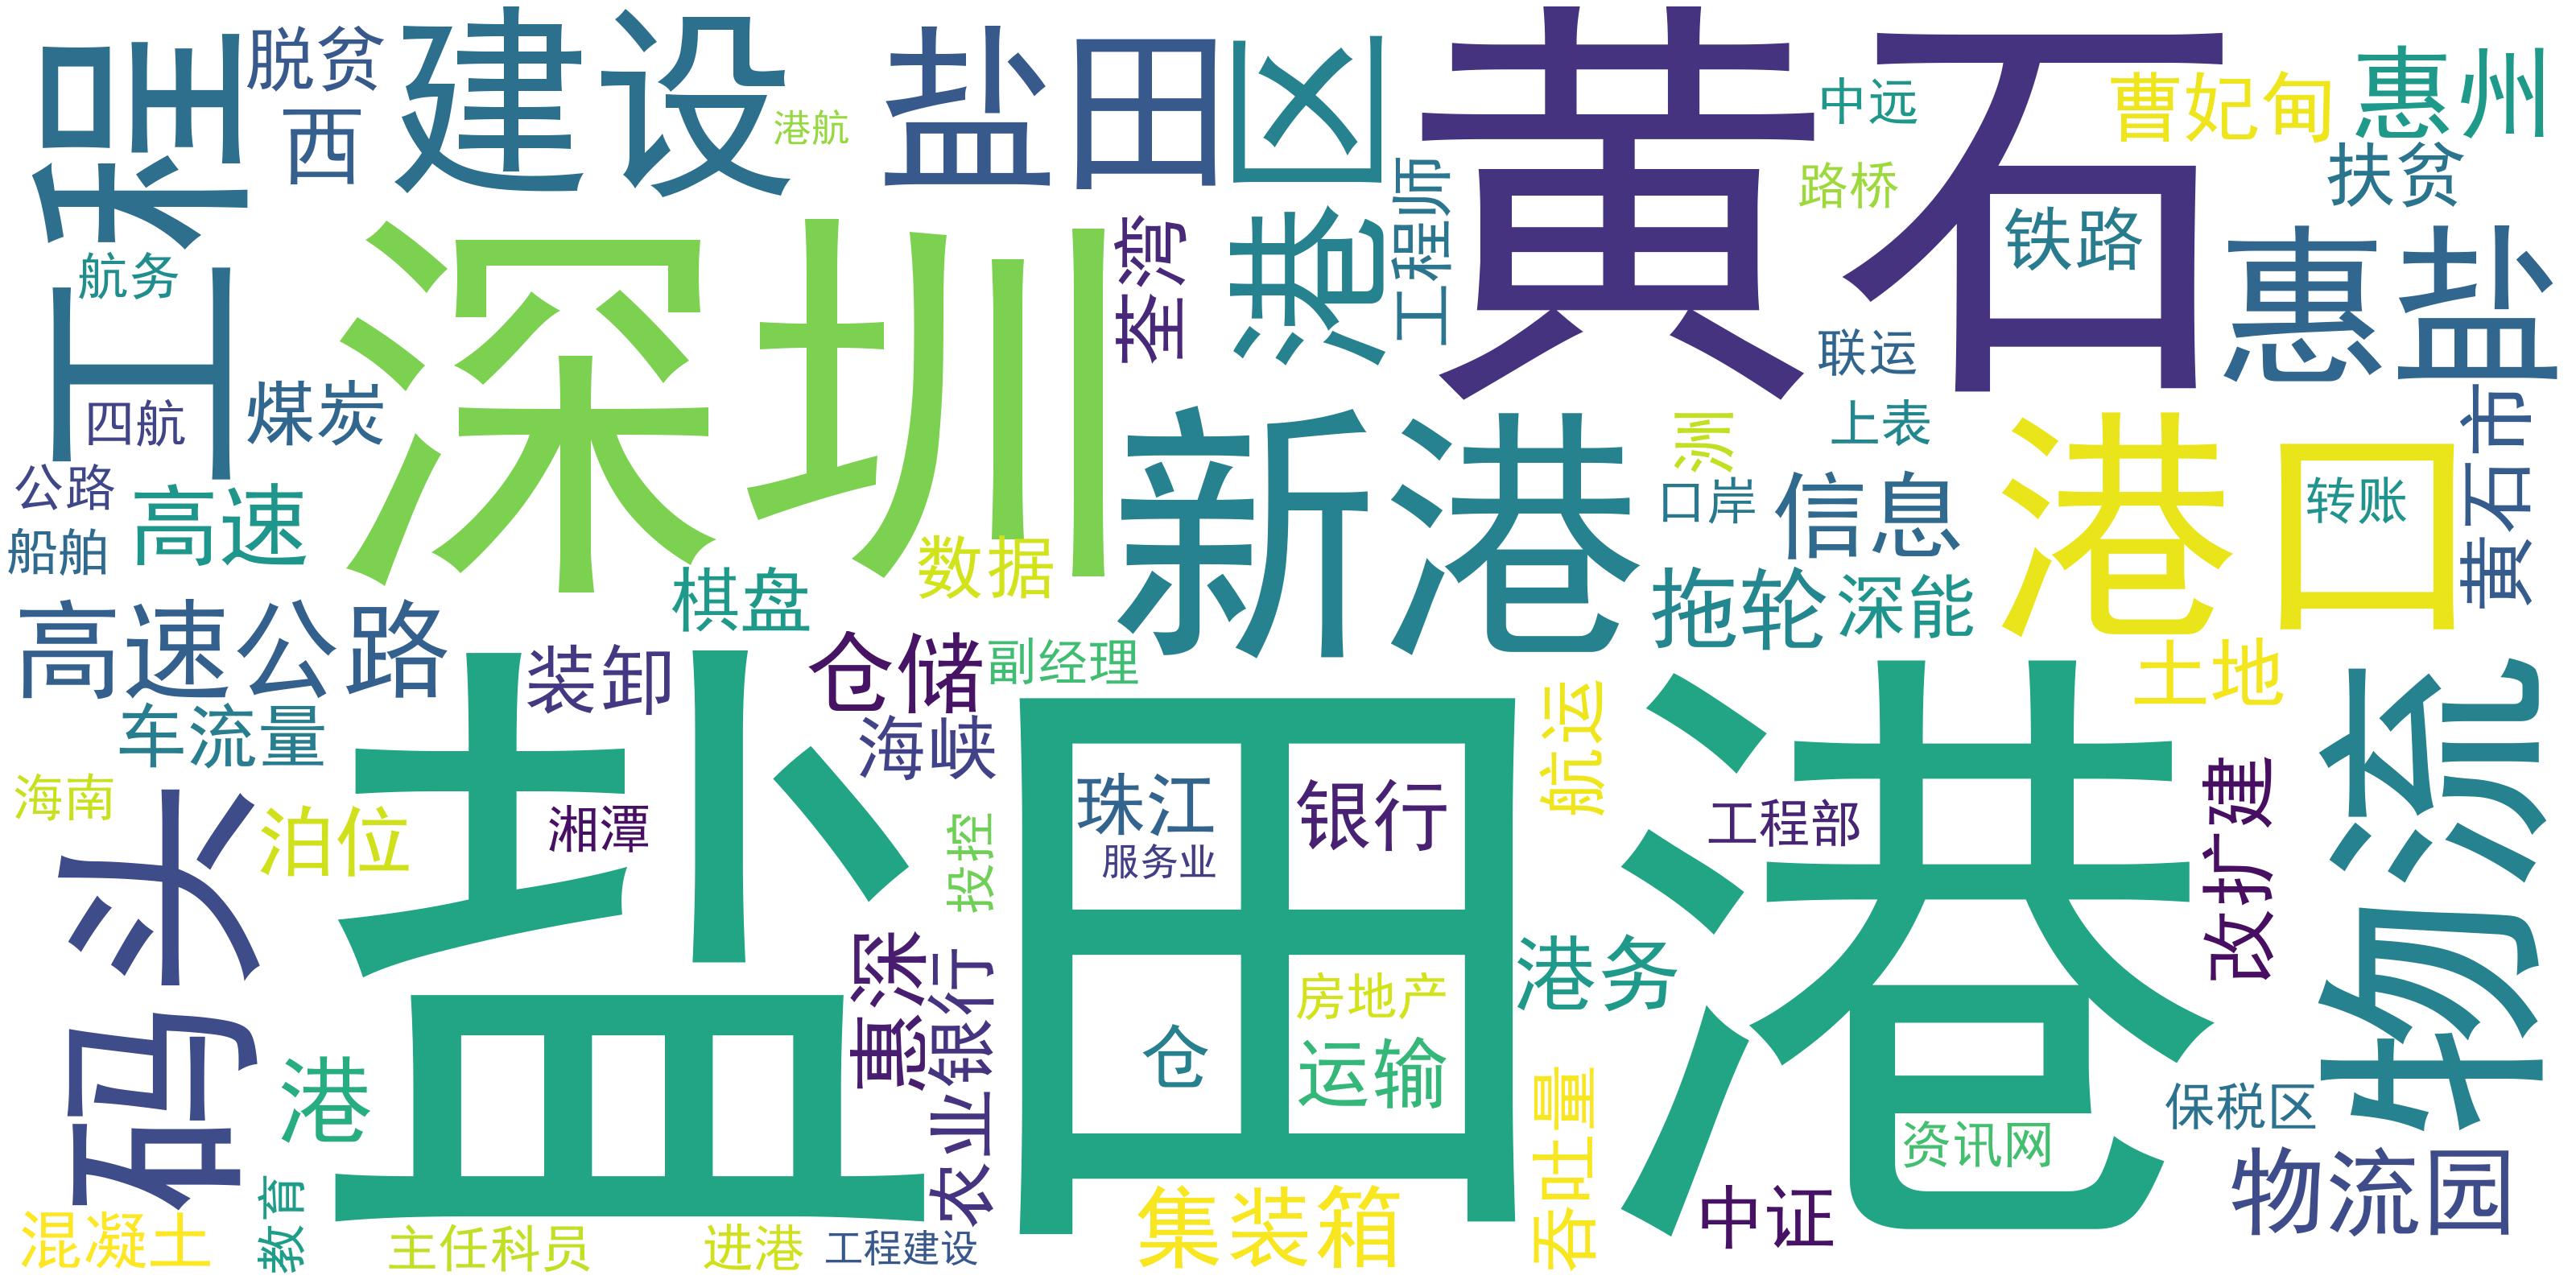 工程
脱贫
西
建设
港航
盐田
港区
黄石
中远
曹妃甸
惠州
路桥
扶贫
铁路
航务
深圳
荃湾
工程师
惠盐
联运
煤炭
四航
新港
洲
上表
港口
黄石市
公路
高速
船舶
数据
棋盘
口岸
信息
转账
拖轮
深能
高速公路
装卸
仓储
副经理
土地
车流量
海峡
航运
物流
海南
码头
泊位
湘潭
盐田港
投控
珠江
服务业
银行
工程部
改扩建
惠深
农业银行
房地产
港务
仓
运输
港
吞吐量
资讯网
保税区
物流园
教育
混凝土
主任科员
进港
工程建设
集装箱
中证